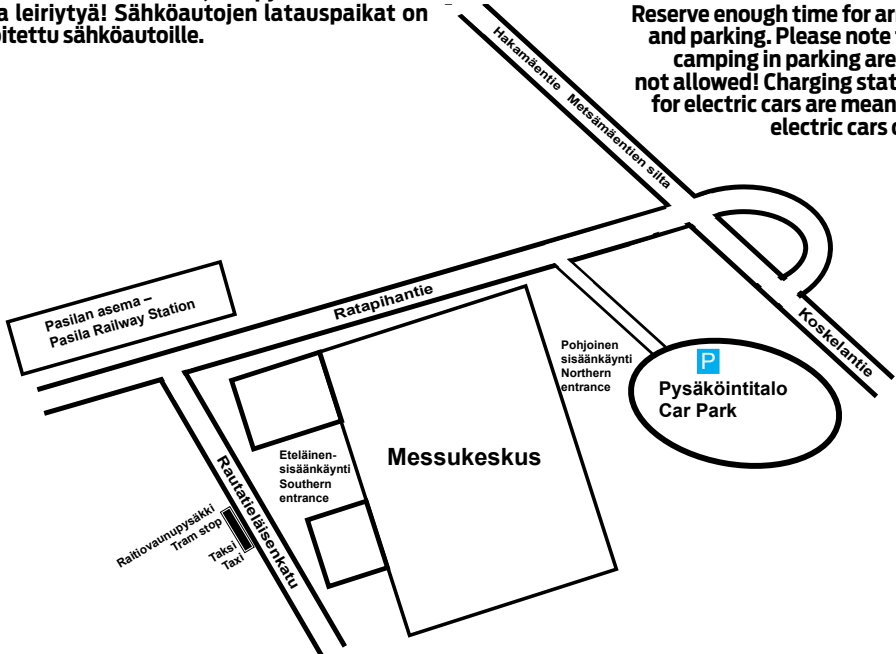 a leiriytyä! Sähköautojen latauspaikat on
oitettu sähköautoille.
Reserve enough time for ar
and parking. Please note
camping in parking are
not allowed! Charging stat
for electric cars are mean
electric cars
Hakamäentie Metsämäentien silta
Koskelantie
Pasilan asema –
Pasila Railway Station
Ratapihantie
Pohjoinen
sisäänkäynti
Northern
entrance
P
Pysäköintitalo
Car Park
Messukeskus
Eteläinen-
sisäänkäynti
Southern
entrance
Rautatieläisenkatu
Raitiovaunupysäkki
Tram stop
Taksi
Taxi